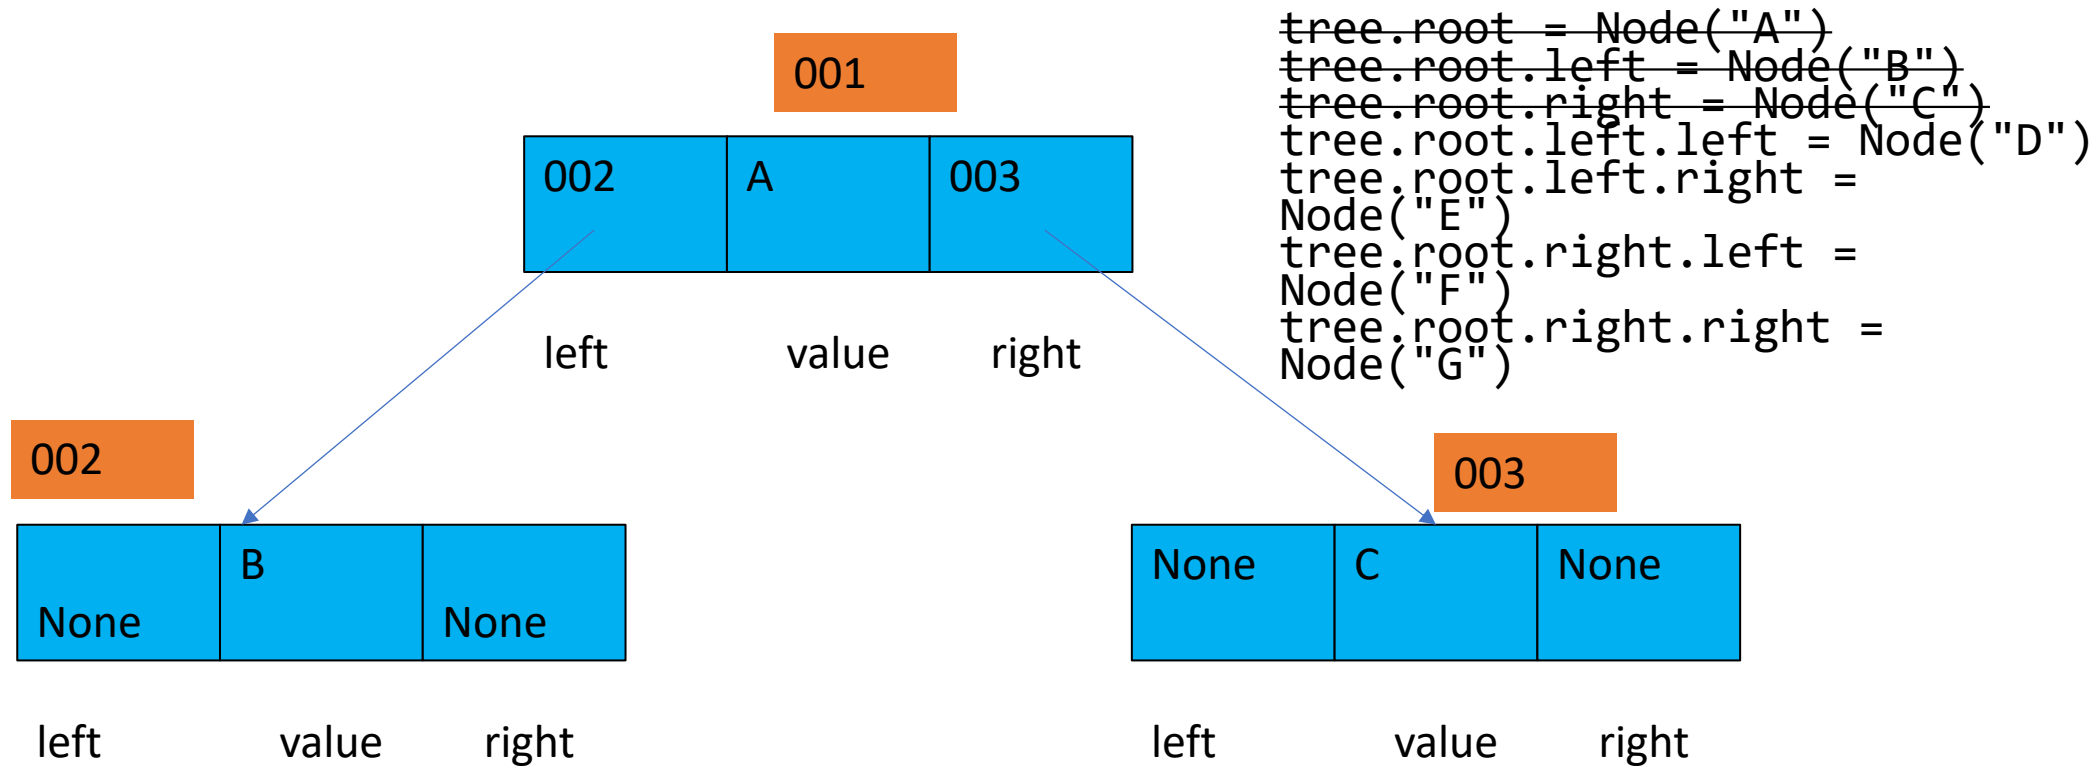 tree.root = Node("A")
tree.root.left = Node("B")
tree.root.right = Node("C")
tree.root.left.left = Node("D")
tree.root.left.right =
Node("E")
tree.root.right.left =
Node("F")
tree.root.right.right =
Node("G")
001
002 A 003
left value right
002
B
None None
left value right
003
None C None
left value right